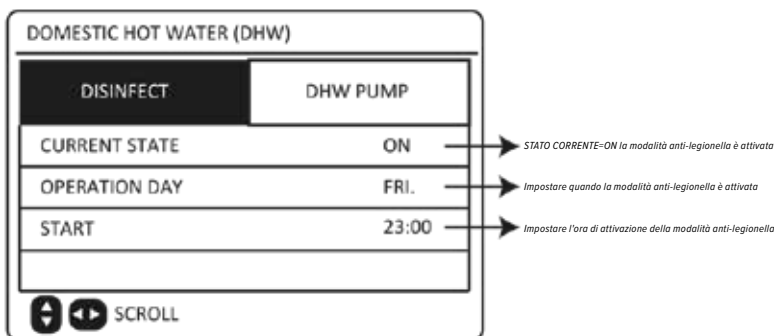 DOMESTIC HOT WATER (DHW)
DISINFECT DHW PUMP
CURRENT STATE ON STATO CORRENTE=ON la modalità anti-legionella è attivata
OPERATION DAY FRI. Impostare quando la modalità anti-legionella è attivata
START 23:00 Impostare l'ora di attivazione della modalità anti-legionella
SCROLL